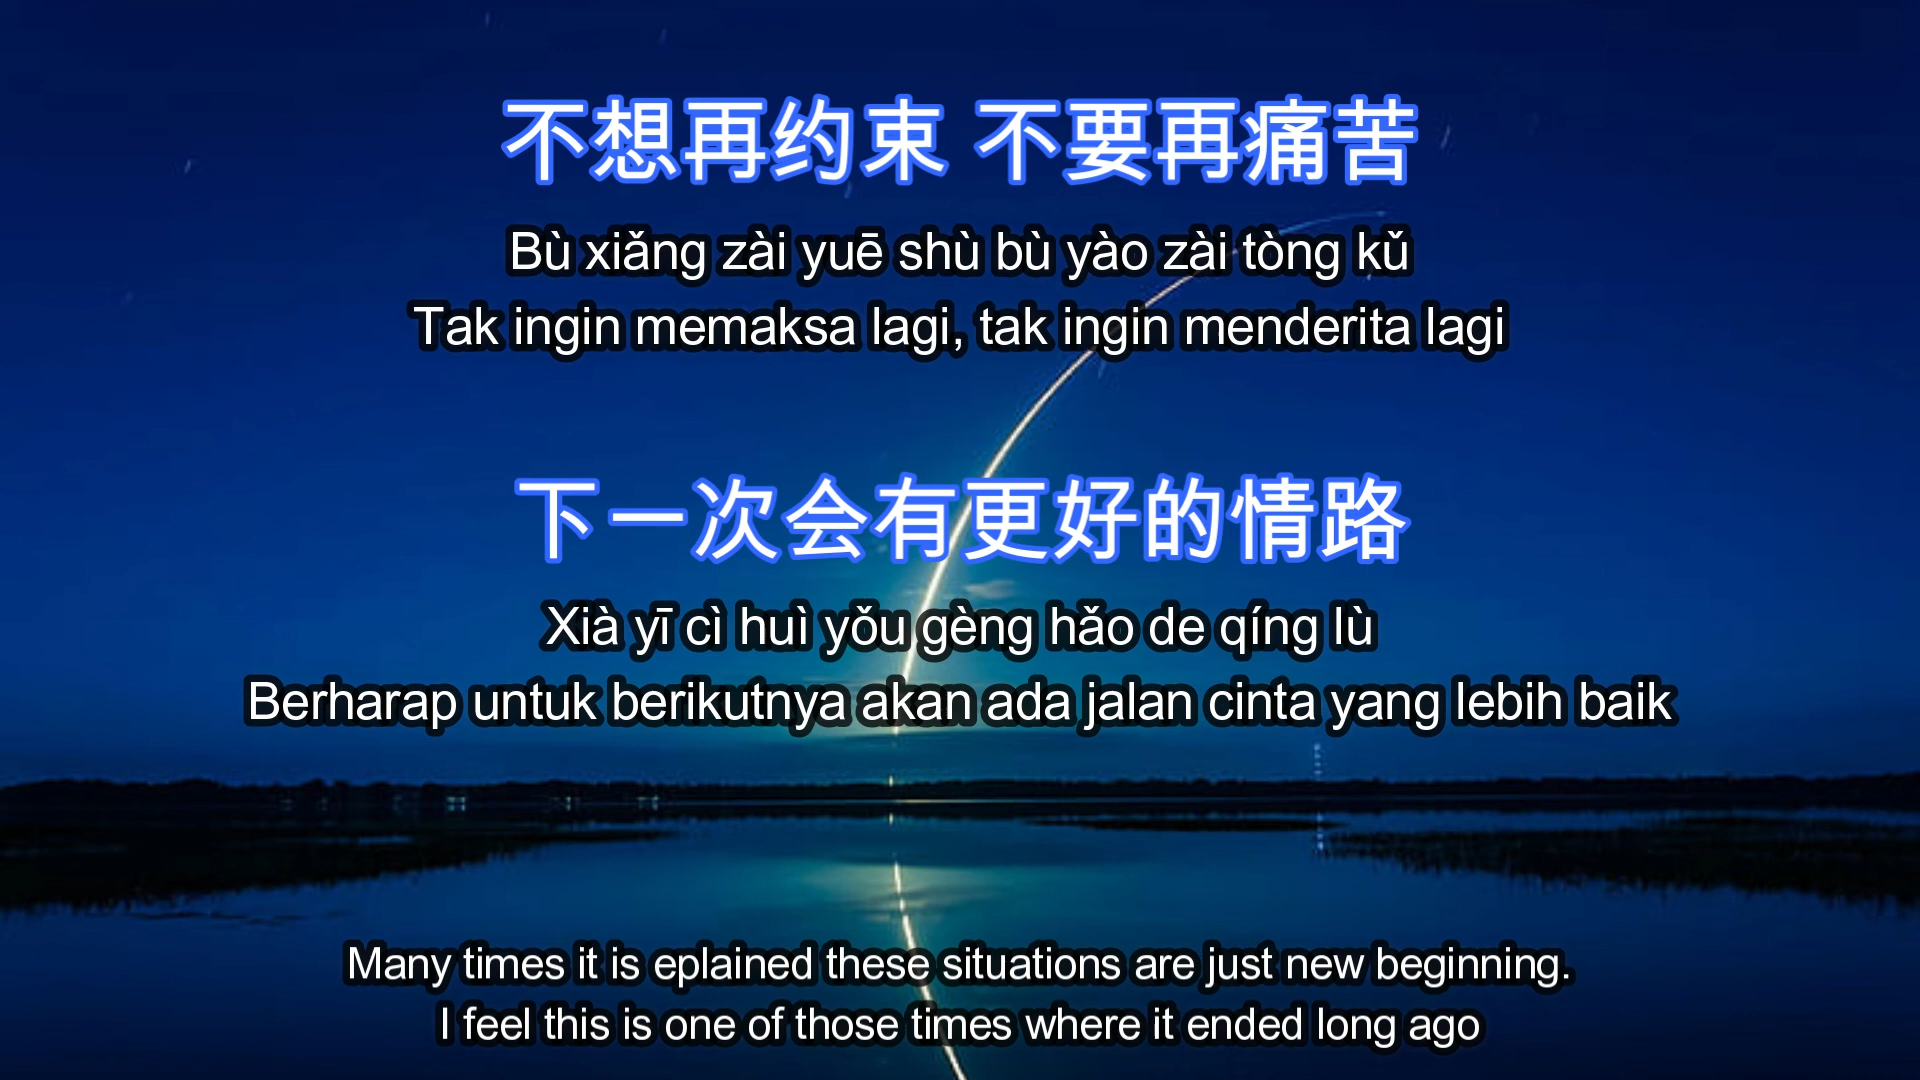 不想再约束 不要再痛苦
Bù xiǎng zài yuē shù bù yào zài tòng kǔ
Tak ingin memaksa lagi, tak ingin menderita lagi
下一次会有更好的情路
Xià yī cì huì yǒu gèng hǎo de qíng lù
Berharap untuk berikutnya akan ada jalan cinta yang lebih baik
Many times it is eplained these situations are just new beginning.
I feel this is one of those times where it ended long ago